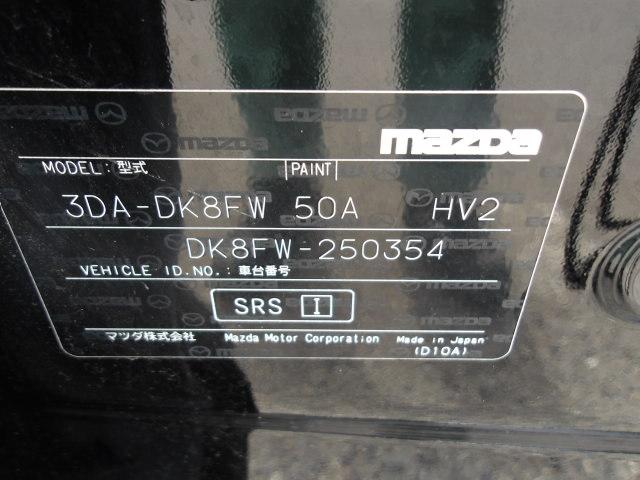 mazda
MODEL:型式 PAINT
3DA-DK8FW 50A HV2
DK8FW-250354
VEHICLE ID.NO.:車台番号
SRS I
マツダ株式会社 Mazda Motor Corporation Made in Japan
(D10A)